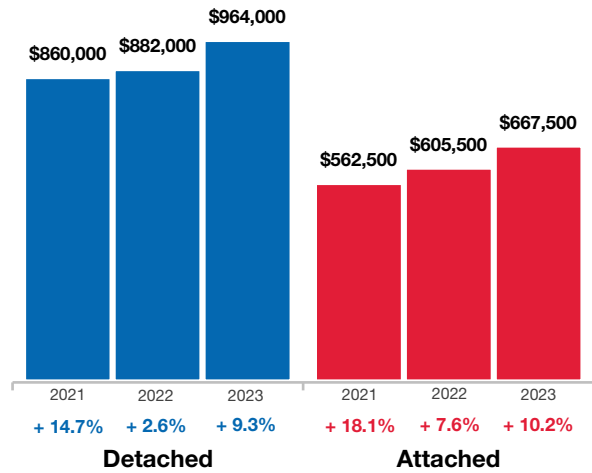 $860,000 $882,000 $964,000
$562,500 $605,500 $667,500
2021 2022 2023 2021 2022 2023
+ 14.7% + 2.6% + 9.3% + 18.1% + 7.6% + 10.2%
Detached Attached